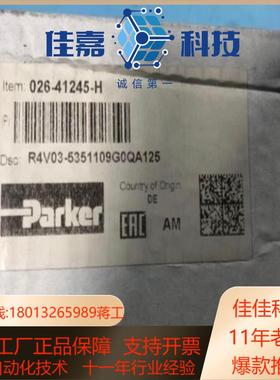 佳嘉 科技
诚信第一
Item: 026-41245-H
P/
Dsc: R4V03-5351109G0QA125
Country of Origin
DE
Parker
EAC
AM
线:18013265989蒋工
佳佳科
工厂正品保障 支持开票
11年老
自动化技术 十一年行业经验
爆款推